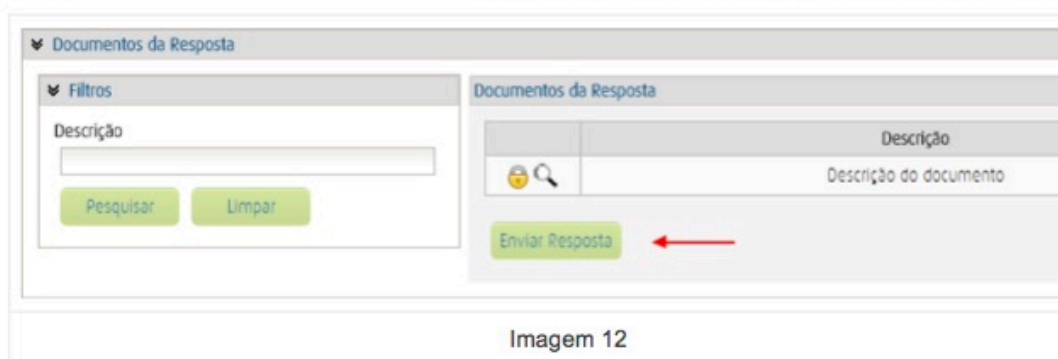 Documentos da Resposta
Filtros
Descrição
Pesquisar Limpar
Documentos da Resposta
Descrição
Descrição do documento
Enviar Resposta
Imagem 12